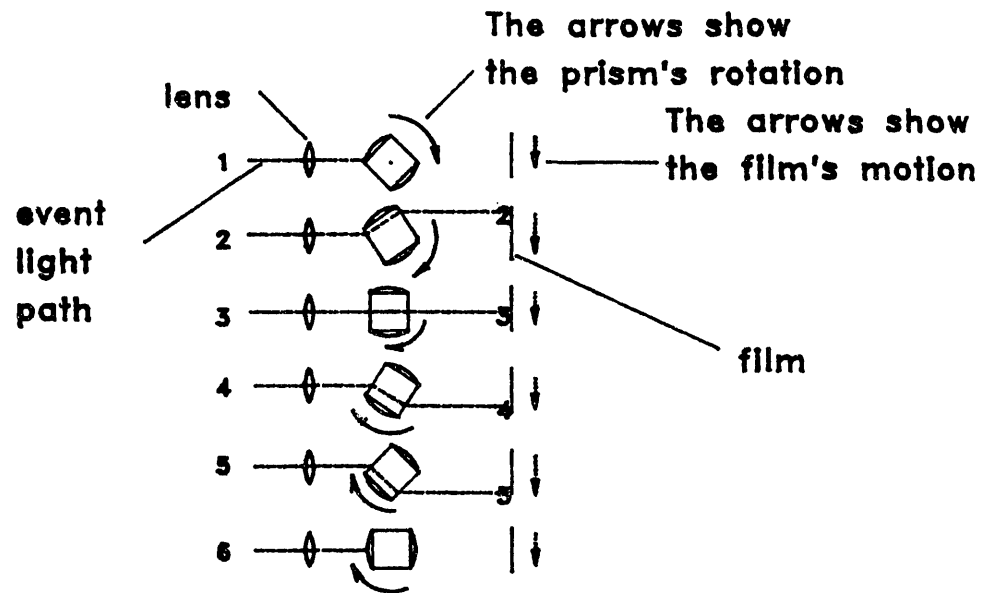 The arrows show
the prism's rotation
lens
The arrows show
the film's motion
1
event
light
path
2
2
3
3
film
4
4
5
5
6